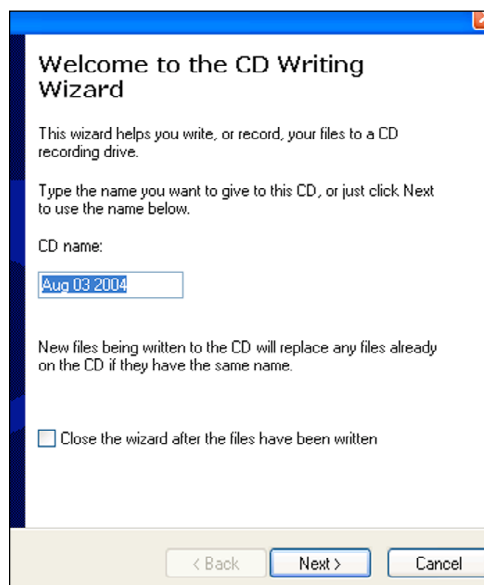 Welcome to the CD Writing
Wizard
This wizard helps you write, or record, your files to a CD
recording drive.
Type the name you want to give to this CD, or just click Next
to use the name below.
CD name:
Aug 03 2004
New files being written to the CD will replace any files already
on the CD if they have the same name.
Close the wizard after the files have been written
< Back Next > Cancel